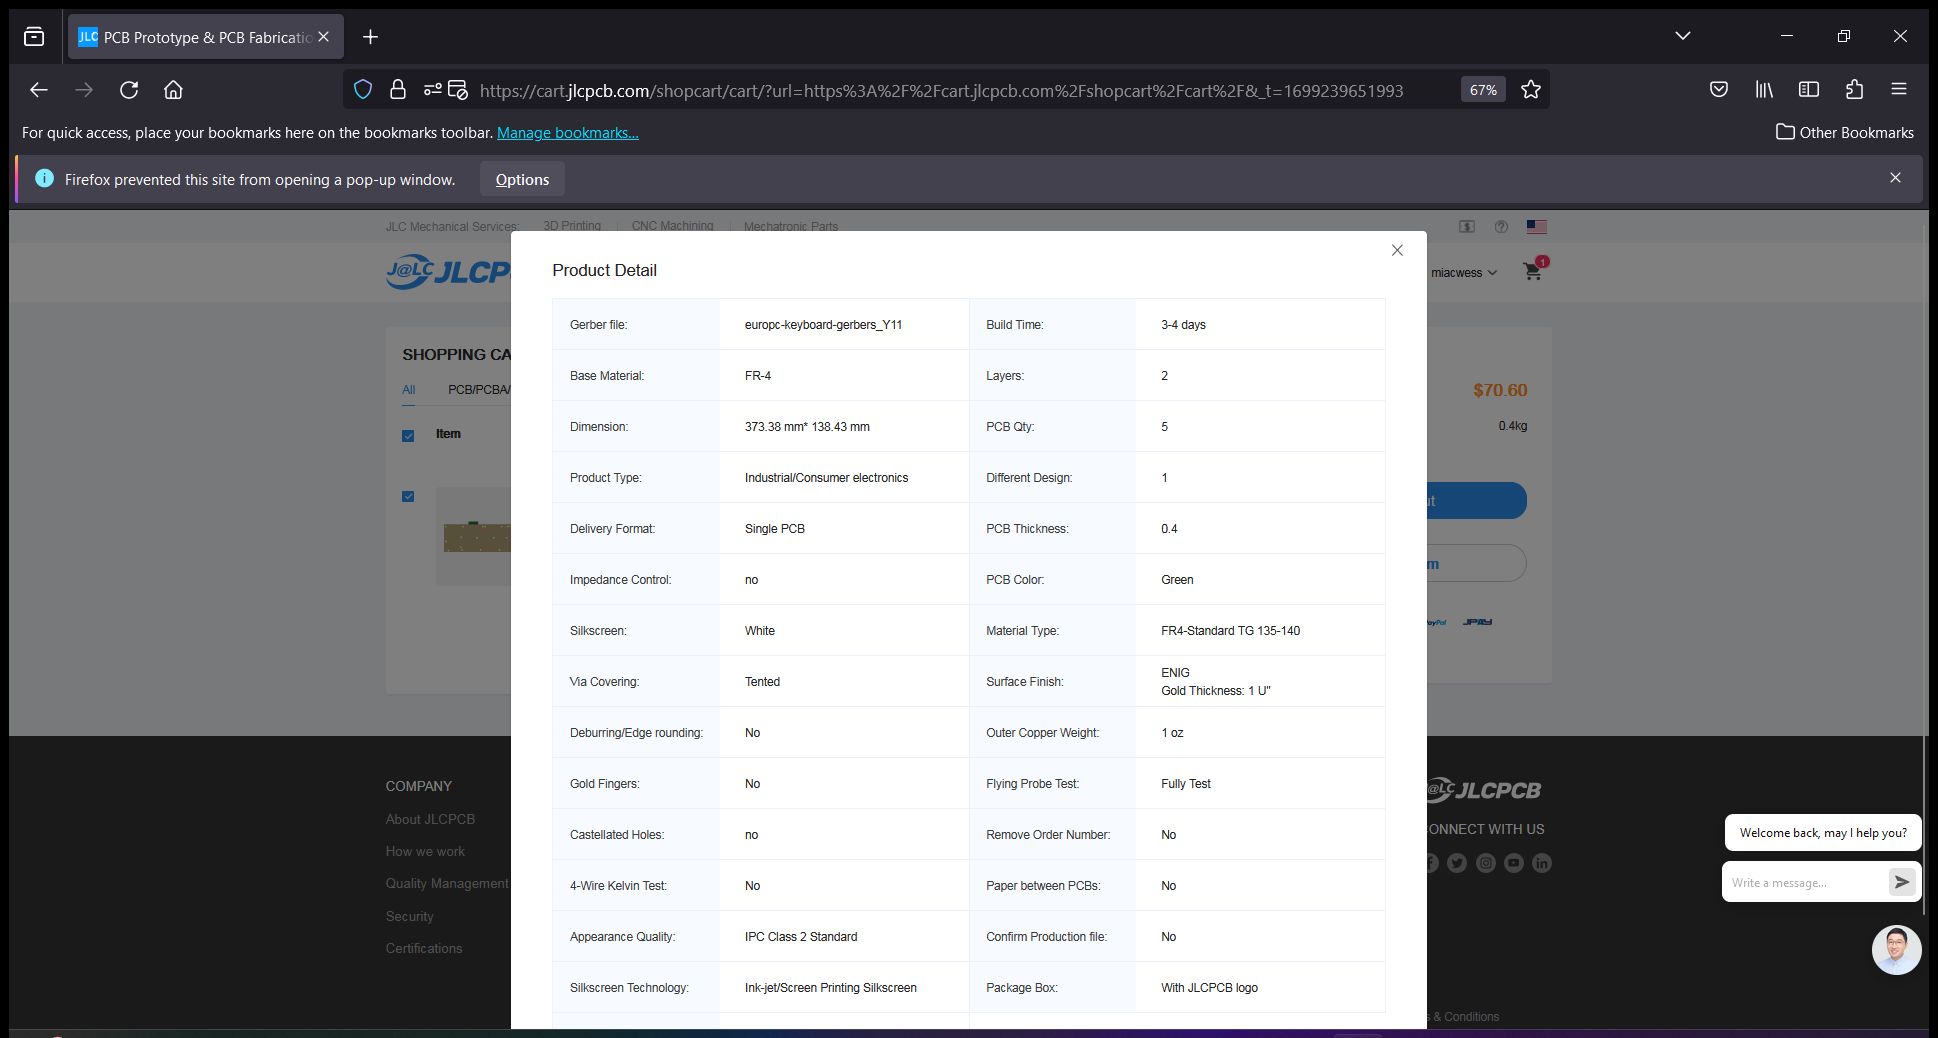 JLC PCB Prototype & PCB Fabricatio
https://cart.jlcpcb.com/shopcart/cart/?url=https%3A%2F%2Fcart.jlcpcb.com%2Fshopcart%2Fcart%2F&_t=1699239651993 67%
For quick access, place your bookmarks here on the bookmarks toolbar. Manage bookmarks... Other Bookmarks
Firefox prevented this site from opening a pop-up window. Options
JLC Mechanical Services: 3D Printing CNC Machining Mechatronic Parts
J@LC JLCP
miacwess 1
SHOPPING CA
All PCB/PCBA/
Item
$70.60
0.4kg
ut
m
ayPal JPAY
Product Detail
Gerber file: europc-keyboard-gerbers_Y11 Build Time: 3-4 days
Base Material: FR-4 Layers: 2
Dimension: 373.38 mm* 138.43 mm PCB Qty: 5
Product Type: Industrial/Consumer electronics Different Design: 1
Delivery Format: Single PCB PCB Thickness: 0.4
Impedance Control: no PCB Color: Green
Silkscreen: White Material Type: FR4-Standard TG 135-140
Via Covering: Tented Surface Finish: ENIG
Gold Thickness: 1 U”
Deburring/Edge rounding: No Outer Copper Weight: 1 oz
Gold Fingers: No Flying Probe Test: Fully Test
Castellated Holes: no Remove Order Number: No
4-Wire Kelvin Test: No Paper between PCBs: No
Appearance Quality: IPC Class 2 Standard Confirm Production file: No
Silkscreen Technology: Ink-jet/Screen Printing Silkscreen Package Box: With JLCPCB logo
COMPANY
About JLCPCB
How we work
Quality Management
Security
Certifications
@LC JLCPCB
ONNECT WITH US
s & Conditions
Welcome back, may I help you?
Write a message...